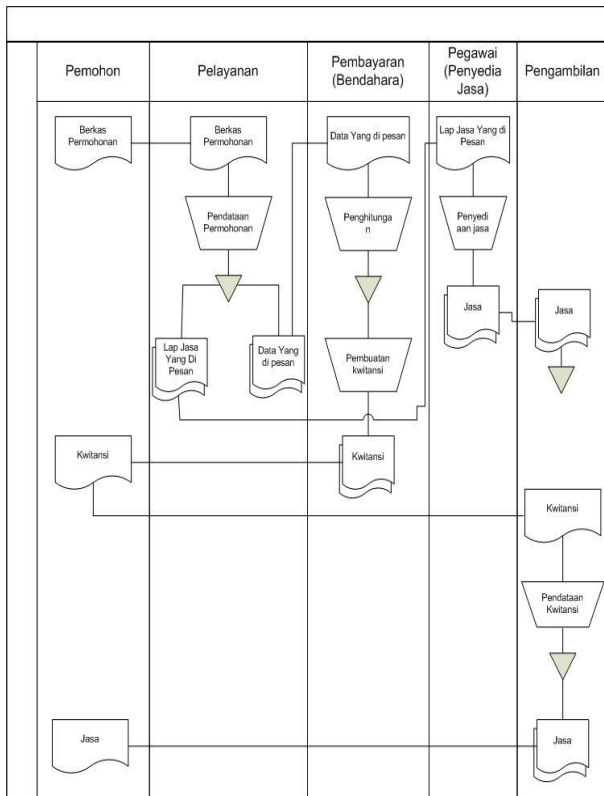 Pemohon
Pelayanan
Pembayaran
(Bendahara)
Pegawai
(Penyedia
Jasa)
Pengambilan
Berkas
Permohonan
Berkas
Permohonan
Data Yang di pesan
Lap Jasa Yang di
Pesan
Pendataan
Permohonan
Penghitunga
n
Penyedi
aan jasa
Jasa
Jasa
Lap Jasa
Yang Di
Pesan
Data Yang
di pesan
Pembuatan
kwitansi
Kwitansi
Kwitansi
Kwitansi
Pendataan
Kwitansi
Jasa
Jasa